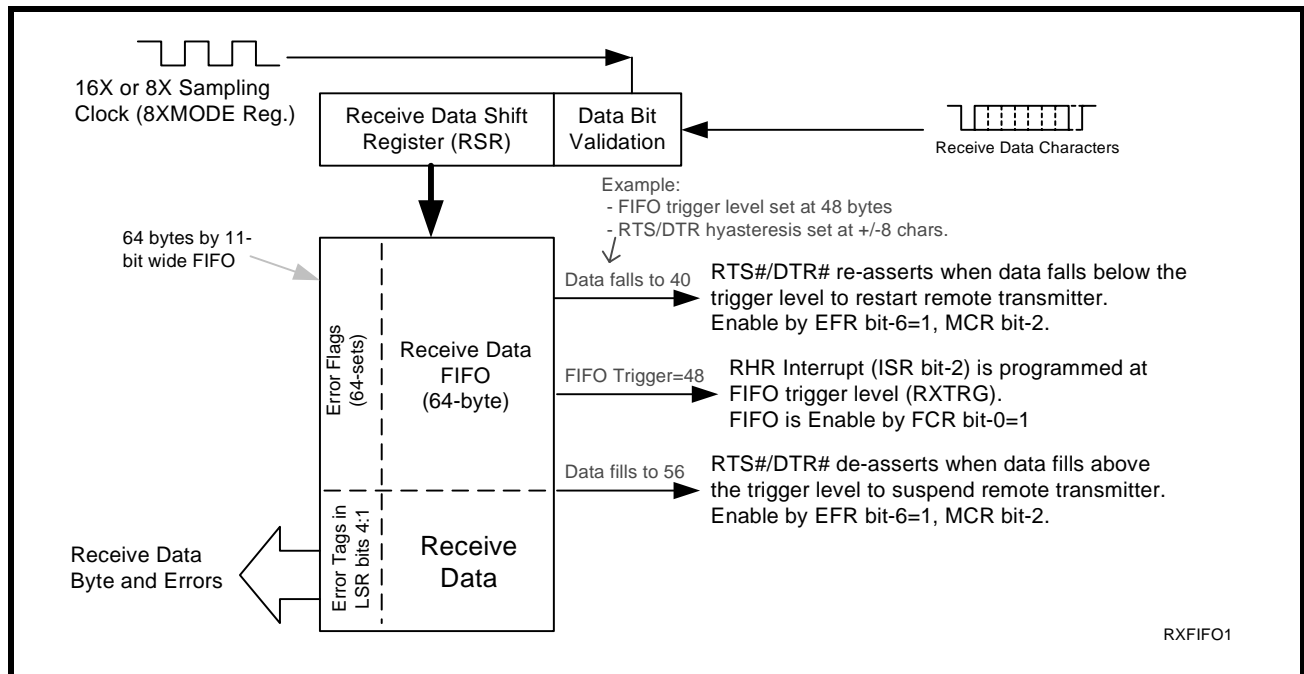 16X or 8X Sampling
Clock (8XMODE Reg.)
Receive Data Shift
Register (RSR)
Data Bit
Validation
Receive Data Characters
Example:
- FIFO trigger level set at 48 bytes
- RTS/DTR hyasteresis set at +/-8 chars.
64 bytes by 11-
bit wide FIFO
Data falls to 40
RTS#/DTR# re-asserts when data falls below the
trigger level to restart remote transmitter.
Enable by EFR bit-6=1, MCR bit-2.
Error Flags
(64-sets)
Receive Data
FIFO
(64-byte)
FIFO Trigger=48
RHR Interrupt (ISR bit-2) is programmed at
FIFO trigger level (RXTRG).
FIFO is Enable by FCR bit-0=1
Data fills to 56
RTS#/DTR# de-asserts when data fills above
the trigger level to suspend remote transmitter.
Enable by EFR bit-6=1, MCR bit-2.
Error Tags in
LSR bits 4:1
Receive
Data
Receive Data
Byte and Errors
RXFIFO1